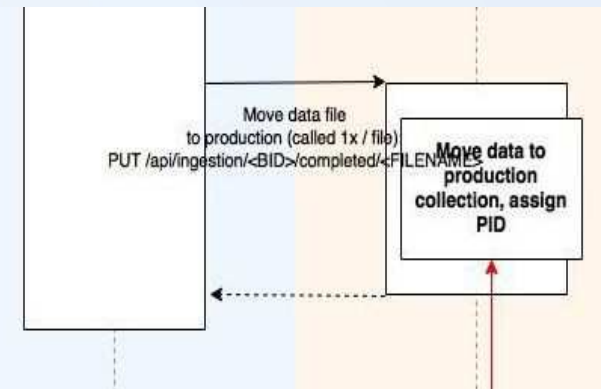 Move data file
to production (called 1x / file)
PUT /api/ingestion/<BID>/completed/<FILENAME>
Move data to
production
collection, assign
PID